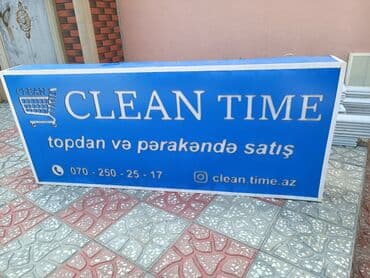 CLEAN TIME
topdan və pərakəndə satış
070 - 250 - 25 - 17
clean.time.az